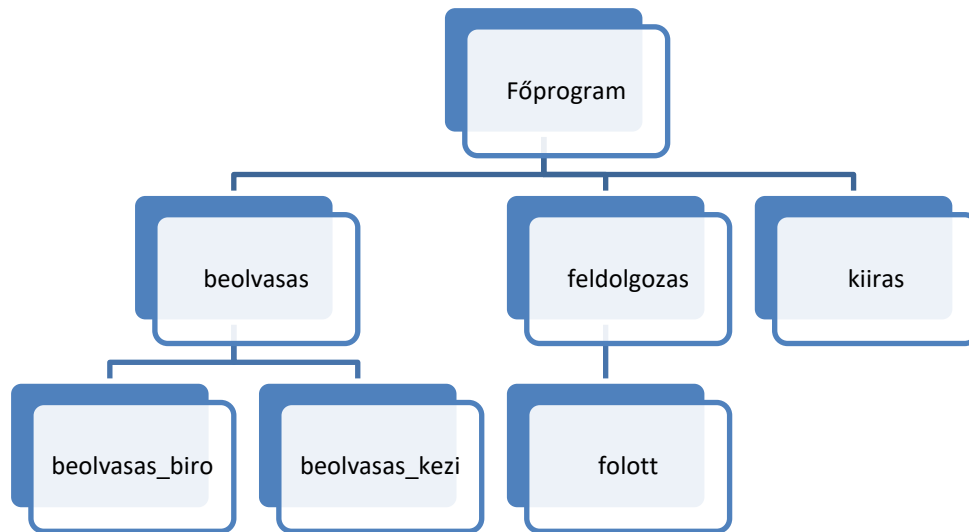 Főprogram
beolvasas
feldolgozas
kiiras
beolvasas_biro
beolvasas_kezi
folott